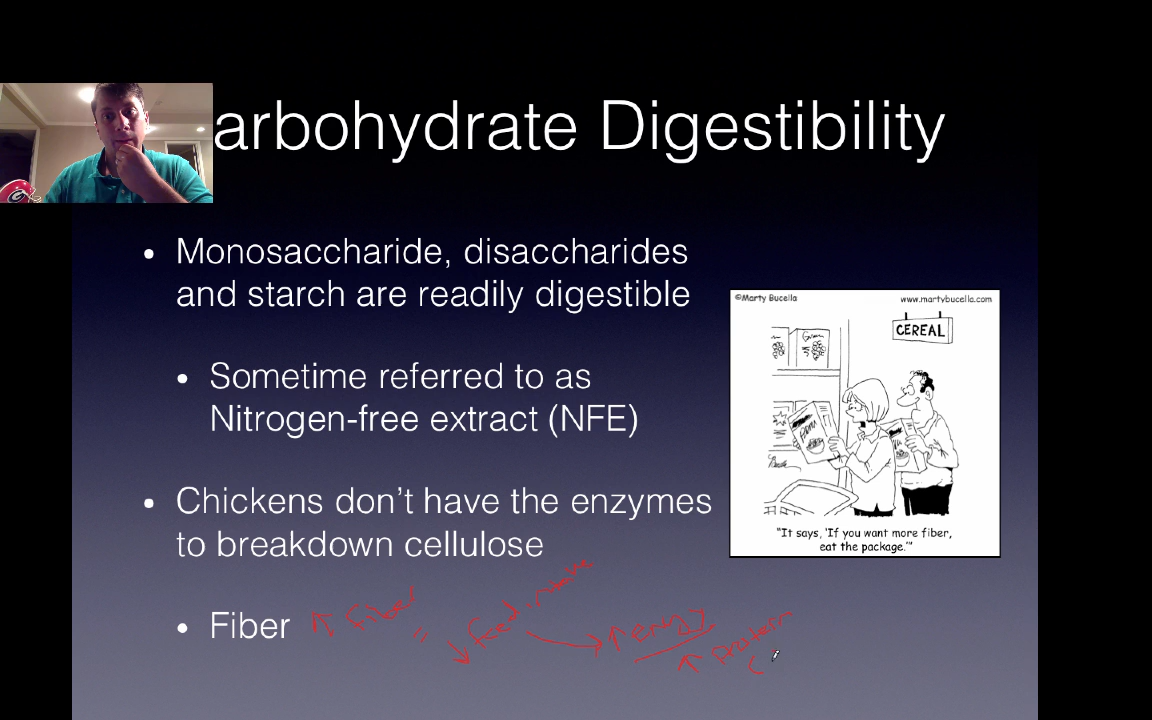 arbohydrate Digestibility
• Monosaccharide, disaccharides
and starch are readily digestible
• Sometime referred to as
Nitrogen-free extract (NFE)
• Chickens don't have the enzymes
to breakdown cellulose
• Fiber ↑ fiber " ↓ feed intake → ↑ energy
↑ protein
©Marty Bucella www.martybucella.com
CEREAL
"It says, 'If you want more fiber,
eat the package.'"
G